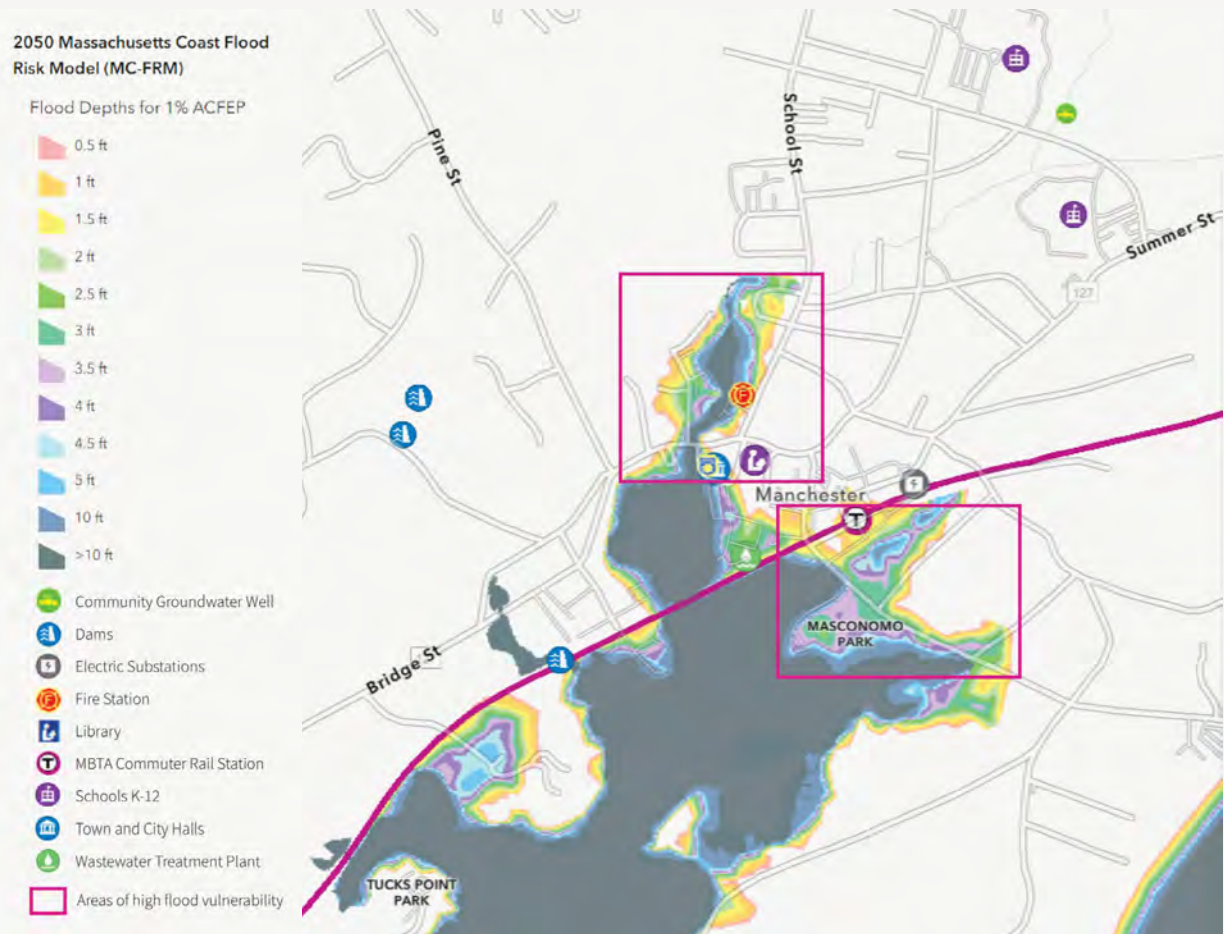 2050 Massachusetts Coast Flood
Risk Model (MC-FRM)
Flood Depths for 1% ACFEP
0.5 ft
1 ft
1.5 ft
2 ft
2.5 ft
3 ft
3.5 ft
4 ft
4.5 ft
5 ft
10 ft
>10 ft
Community Groundwater Well
Dams
Electric Substations
F
Fire Station
Library
T
MBTA Commuter Rail Station
Schools K-12
Town and City Halls
Wastewater Treatment Plant
Areas of high flood vulnerability
Pine St
School St
Summer St
127
F
Manchester
T
MASCONOMO
PARK
Bridge St
TUCKS POINT
PARK